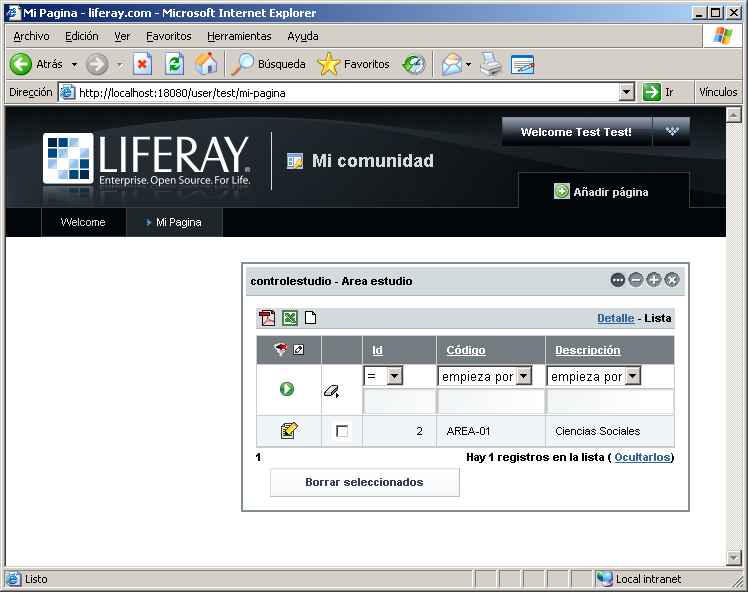 Mi Pagina - liferay.com - Microsoft Internet Explorer
Archivo Edición Ver Favoritos Herramientas Ayuda
Atrás Búsqueda Favoritos
Dirección http://localhost:18080/user/test/mi-pagina Ir Vínculos
Welcome Test Test!
LIFERAY®
Enterprise. Open Source. For Life.
Mi comunidad
Añadir página
Welcome Mi Pagina
controlestudio - Area estudio
Detalle - Lista
Id Código Descripción
= empieza por empieza por
2 AREA-01 Ciencias Sociales
1 Hay 1 registros en la lista ( Ocultarlos)
Borrar seleccionados
Listo Local intranet